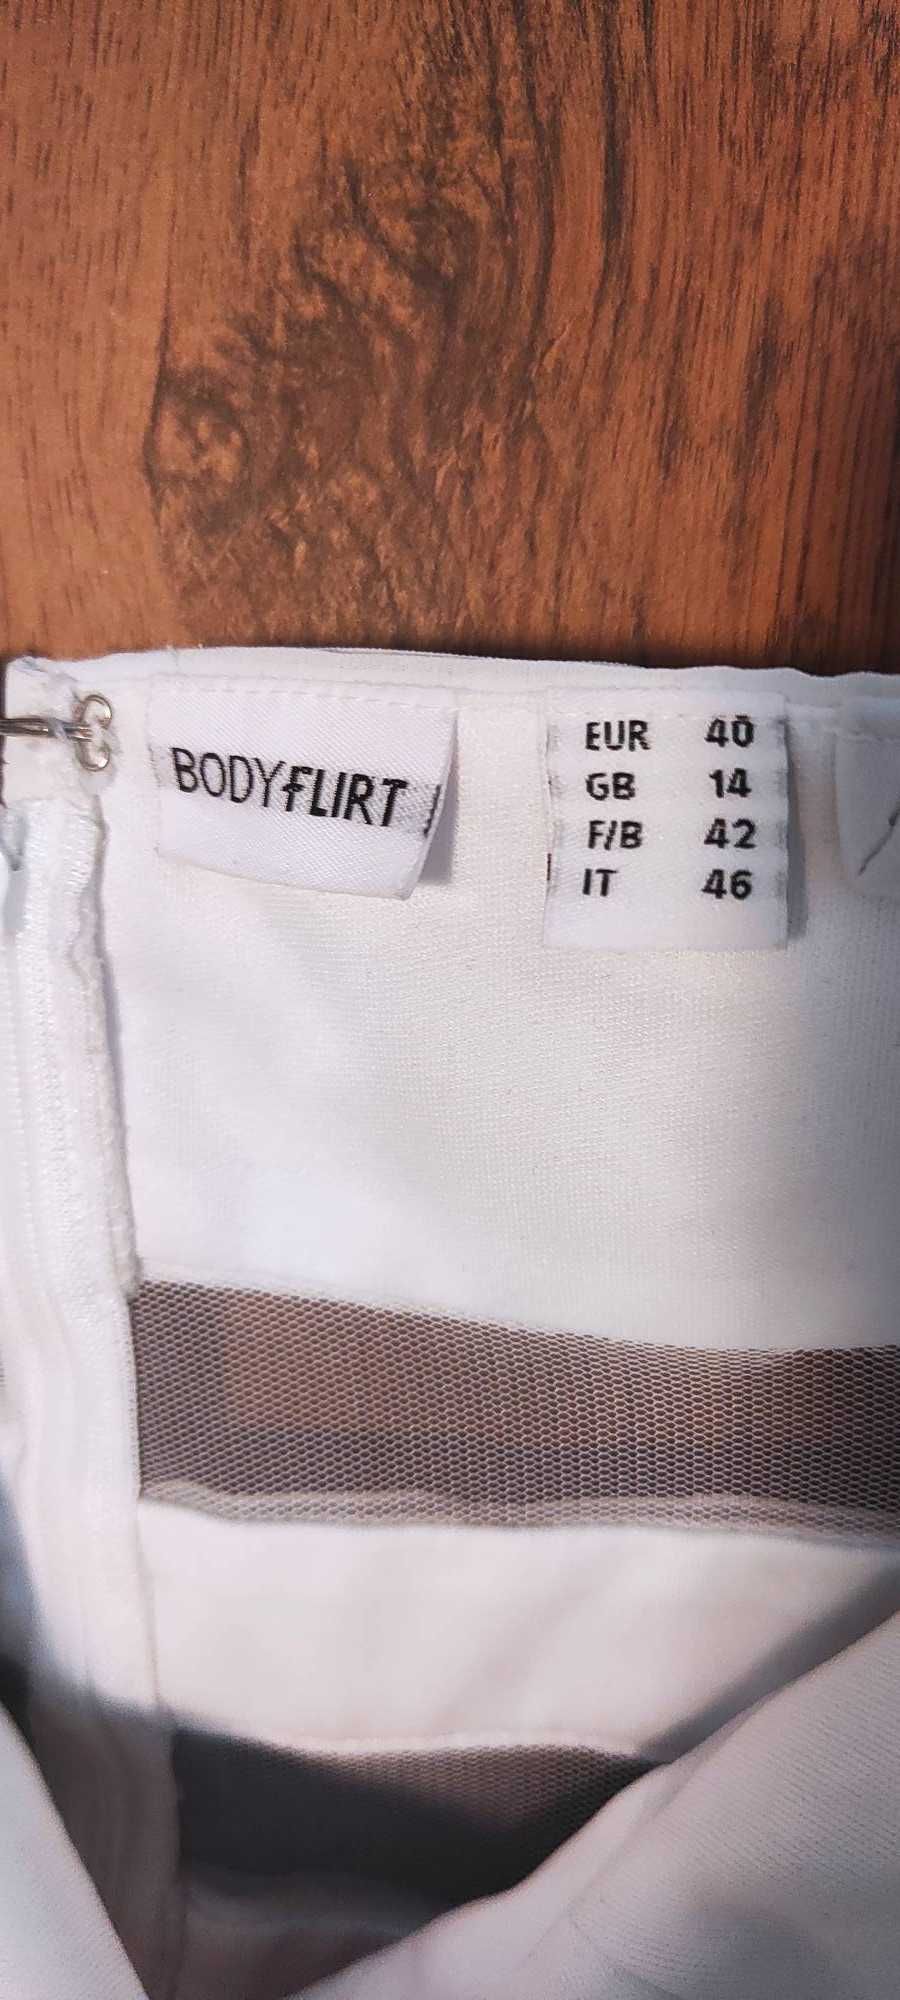 BODYFLIRT
EUR 40
GB 14
F/B 42
IT 46